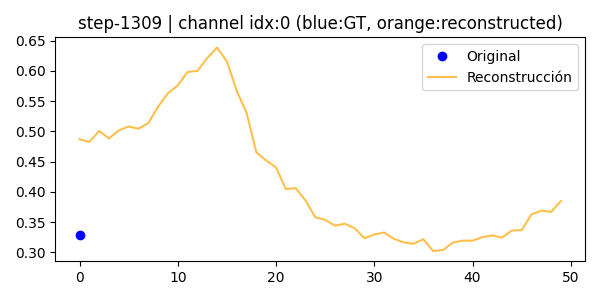 step-1309 | channel idx:0 (blue:GT, orange:reconstructed)
Original
Reconstrucción
0.65
0.60
0.55
0.50
0.45
0.40
0.35
0.30
0 10 20 30 40 50